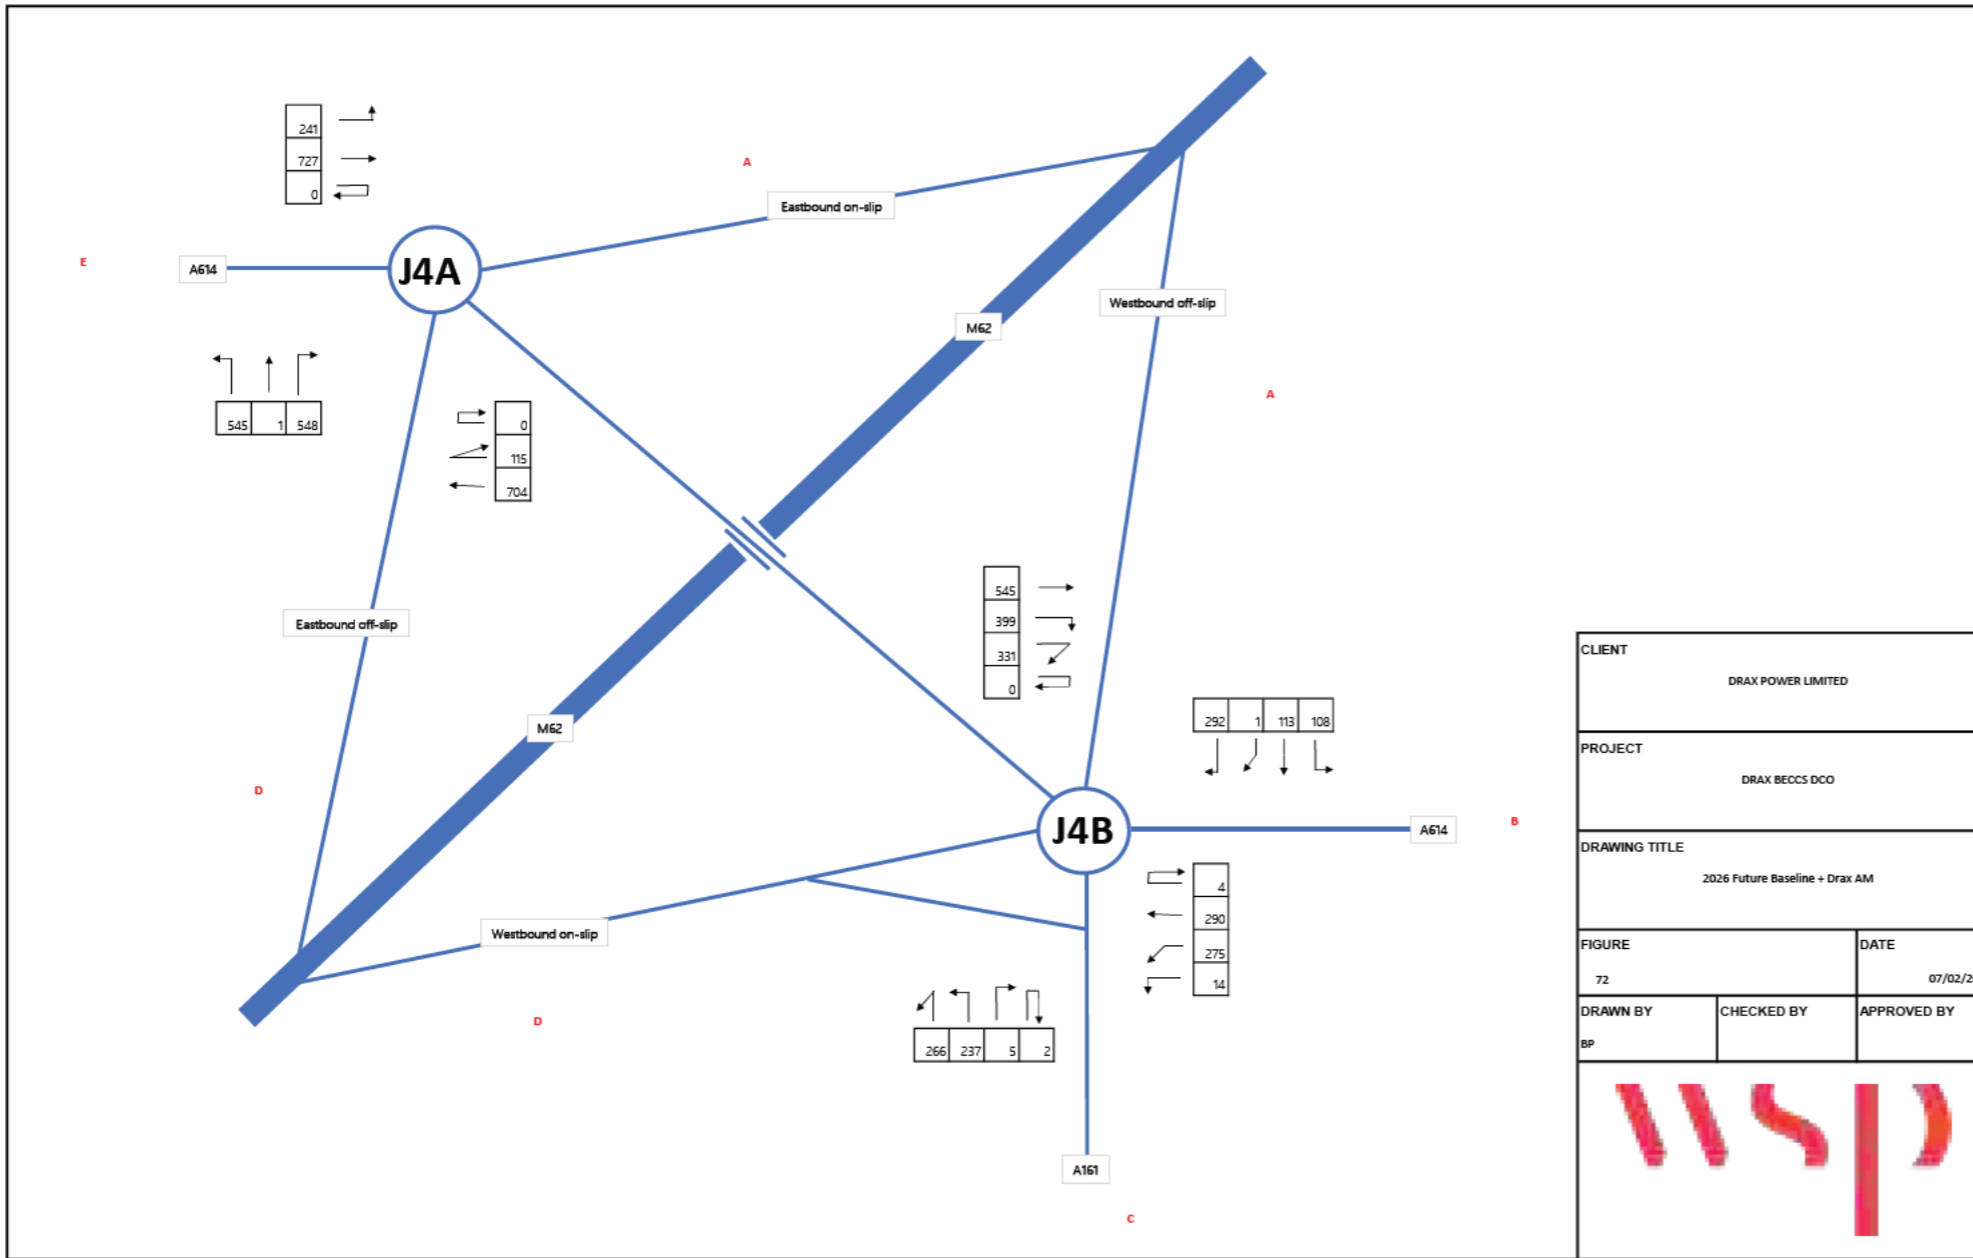 241
727
0
A
Eastbound on-slip
E
A614
J4A
Westbound off-slip
M62
A
545 1 548
0
115
704
545
399
331
0
Eastbound off-slip
M62
292 1 113 108
D
J4B
A614
B
4
290
275
14
Westbound on-slip
D
266 237 5 2
A161
C
CLIENT
DRAX POWER LIMITED
PROJECT
DRAX BECCS DCO
DRAWING TITLE
2026 Future Baseline + Drax AM
FIGURE DATE
72 07/02/2
DRAWN BY CHECKED BY APPROVED BY
BP
wsp